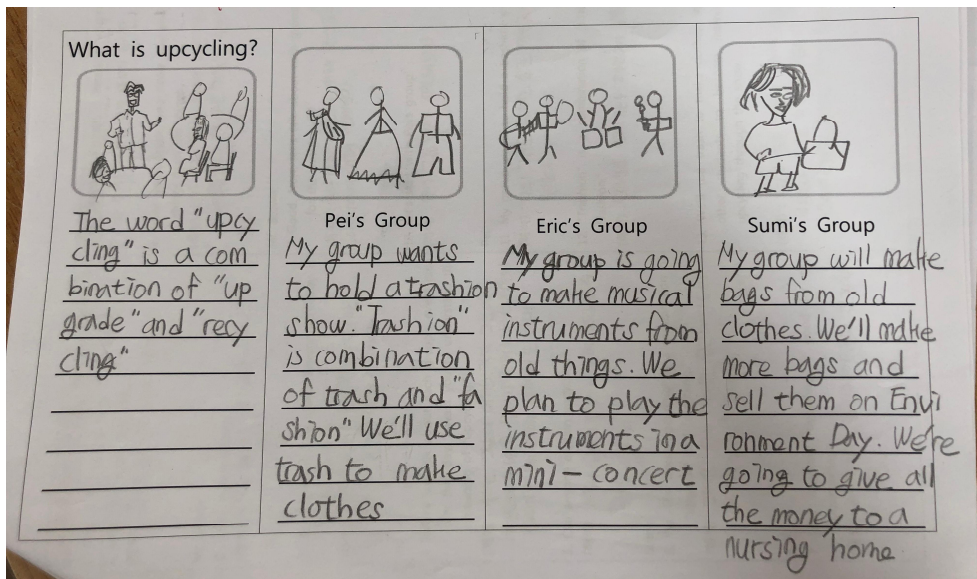 What is upcycling?
The word "upcy
cling" is a com
bination of "up
grade" and "recy
cling"
Pei's Group
My group wants
to hold a trashion
show. "Trashion"
is combination
of trash and "fa
shion" We'll use
trash to make
clothes
Eric's Group
My group is going
to make musical
instruments from
old things. We
plan to play the
instruments in a
mini-concert
Sumi's Group
My group will make
bags from old
clothes. We'll make
more bags and
sell them on Envi
ronment Day. We're
going to give all
the money to a
nursing home